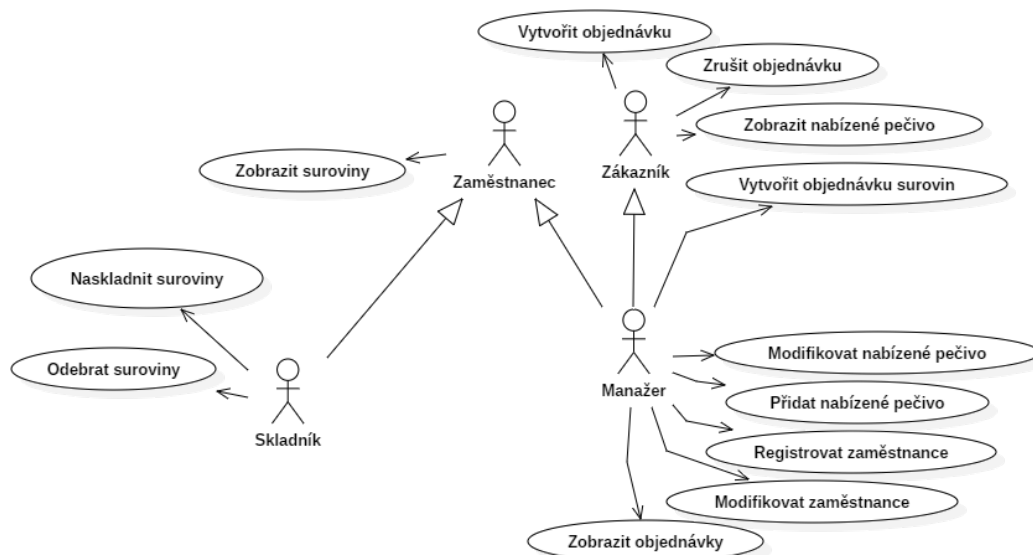 Vytvořit objednávku
Zrušit objednávku
Zobrazit nabízené pečivo
Zobrazit suroviny
Zaměstnanec
Zákazník
Vytvořit objednávku surovin
Naskladnit suroviny
Odebrat suroviny
Skladník
Manažer
Modifikovat nabízené pečivo
Přidat nabízené pečivo
Registrovat zaměstnance
Modifikovat zaměstnance
Zobrazit objednávky